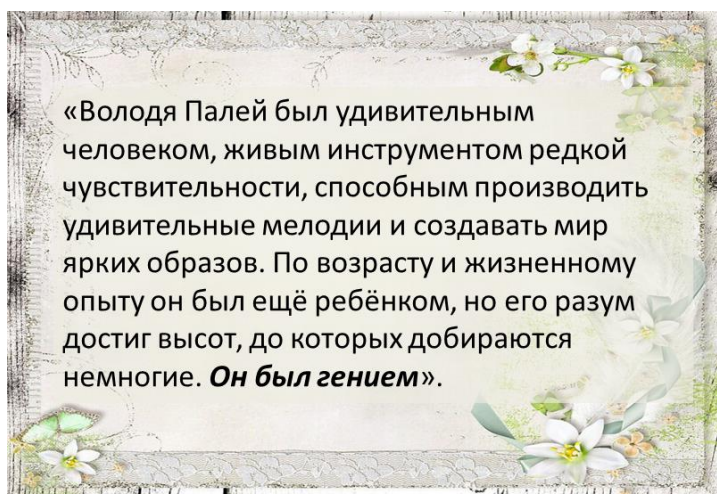 «Володя Палей был удивительным
человеком, живым инструментом редкой
чувствительности, способным производить
удивительные мелодии и создавать мир
ярких образов. По возрасту и жизненному
опыту он был ещё ребёнком, но его разум
достиг высот, до которых добираются
немногие. Он был гением».